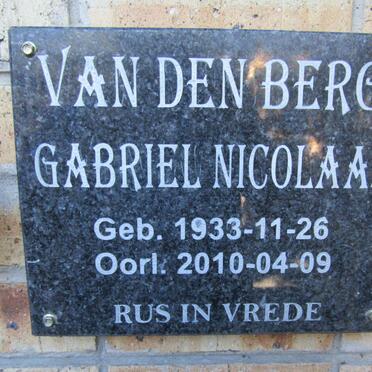 VAN DEN BERG
GABRIEL NICOLAA
Geb. 1933-11-26
Oorl. 2010-04-09
RUS IN VREDE